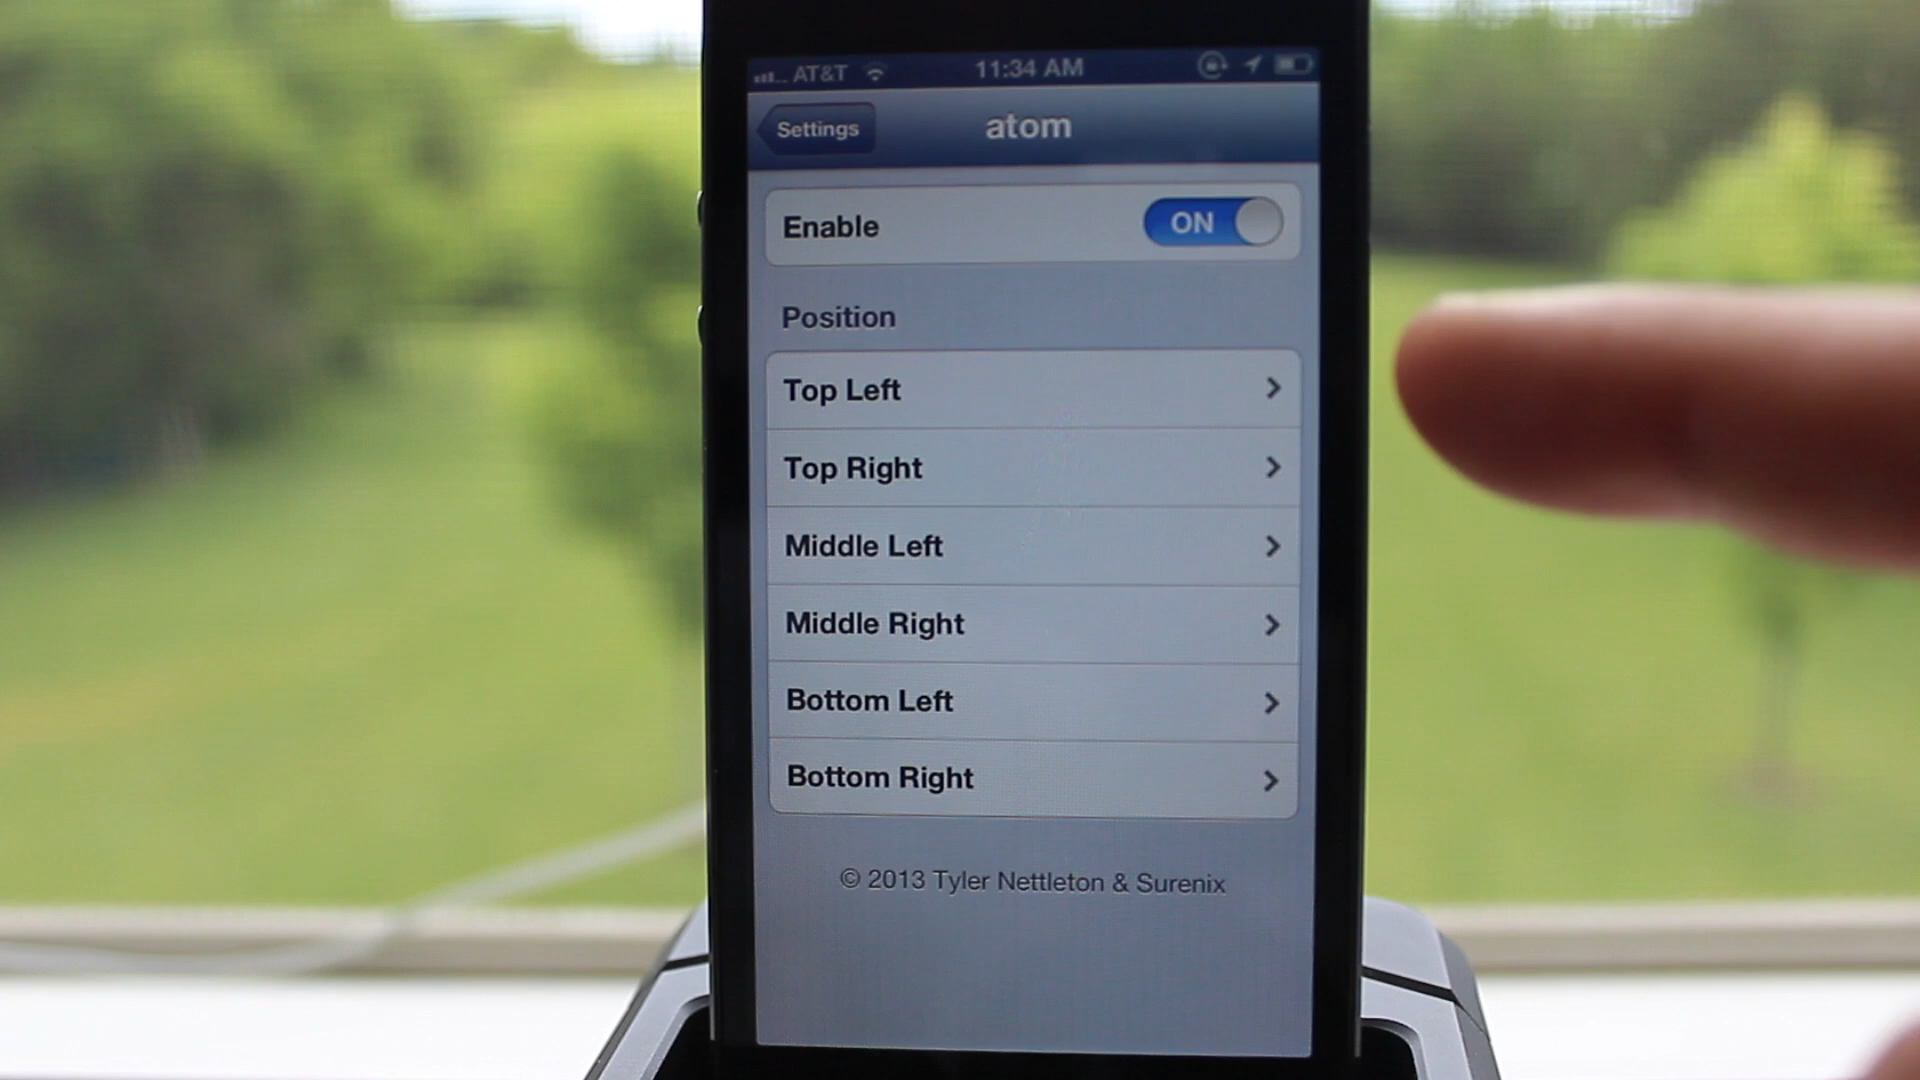 AT&T 11:34 AM
Settings atom
Enable ON
Position
Top Left
Top Right
Middle Left
Middle Right
Bottom Left
Bottom Right
© 2013 Tyler Nettleton & Surenix